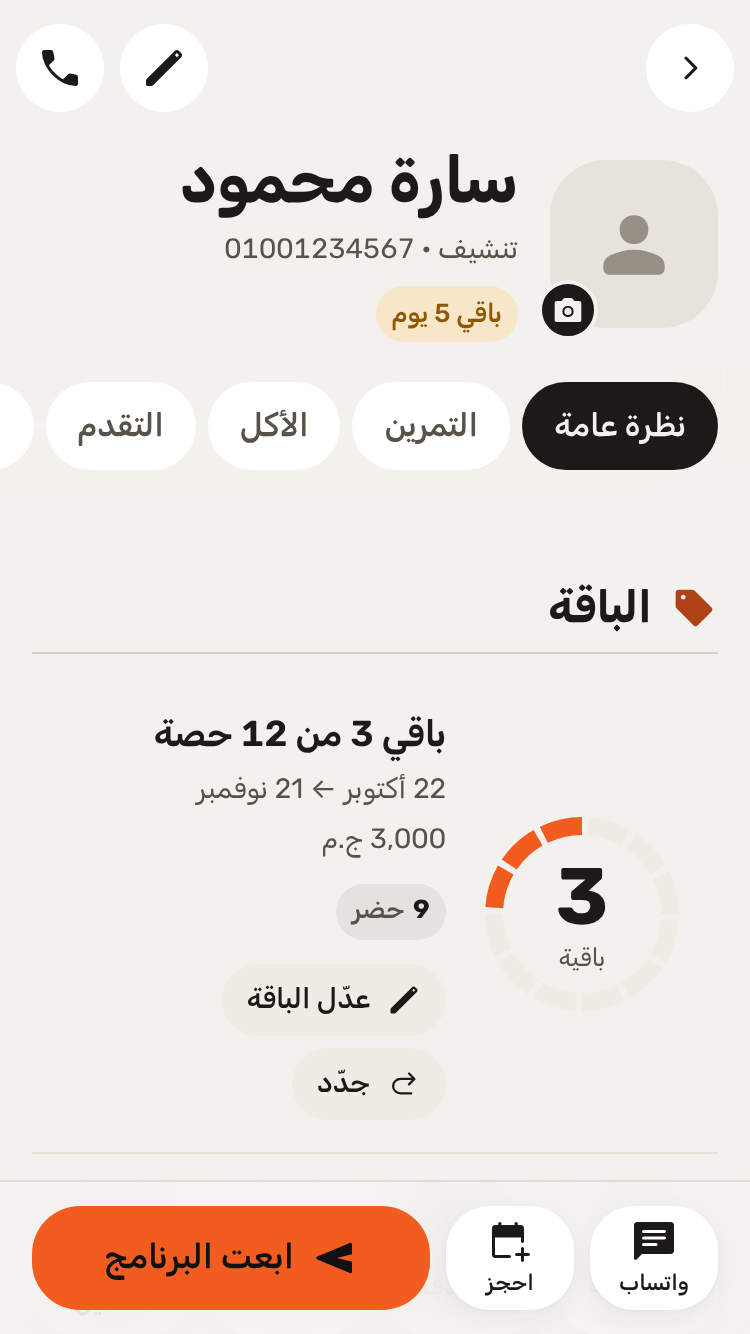 سارة محمود
تنشيف • 01001234567
باقي 5 يوم
نظرة عامة
التمرين
الأكل
التقدم
الباقة
باقي 3 من 12 حصة
22 أكتوبر ← 21 نوفمبر
3,000 ج.م
9 حضر
3
باقية
عدّل الباقة
جدّد
واتساب
احجز
ابعت البرنامج